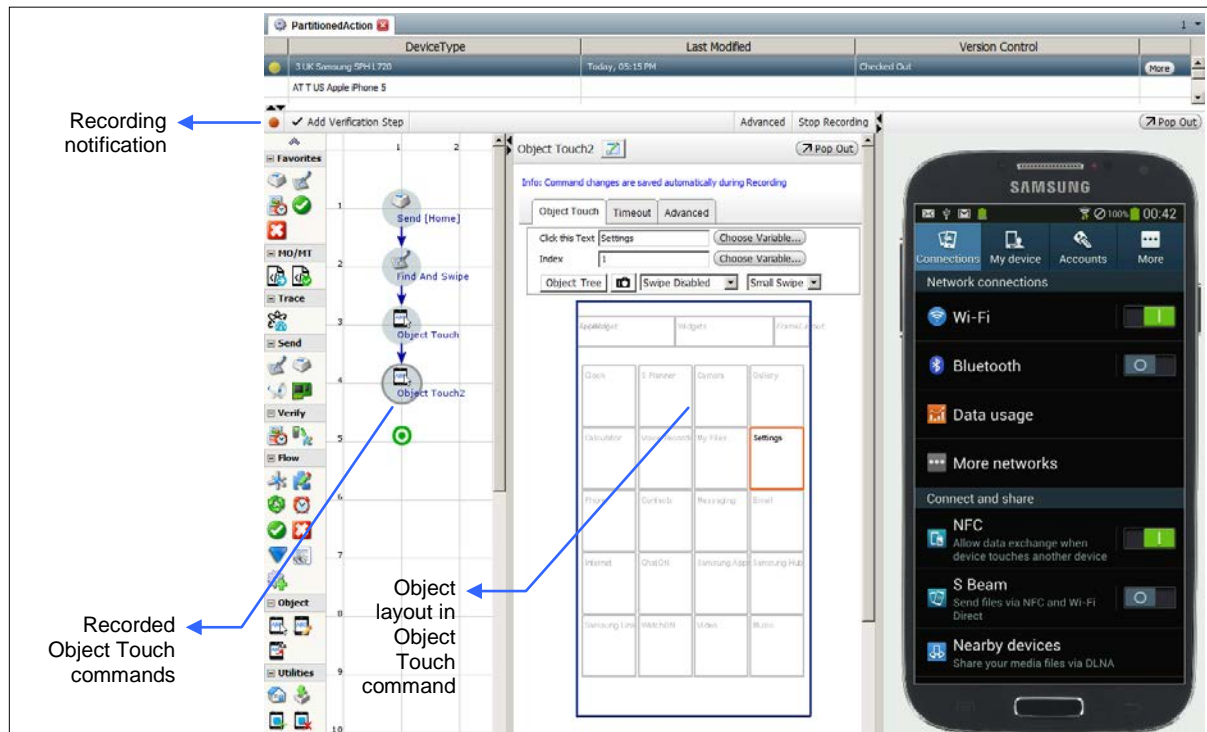 PartitionedAction
1
DeviceType Last Modified Version Control
3 UK Samsung SPH L720 Today, 05:15 PM Checked Out More
AT T US Apple iPhone 5
Recording notification
Add Verification Step
Advanced Stop Recording
Pop Out
Favorites
MO/MT
Trace
Send
Verify
Flow
Object
Utilities
1 2
1
Send [Home]
2
Find And Swipe
3
Object Touch
4
Object Touch2
5
6
7
8
9
10
Recorded
Object Touch
commands
Object Touch2 Pop Out
Info: Command changes are saved automatically during Recording
Object Touch Timeout Advanced
Click this Text Settings Choose Variable...
Index 1 Choose Variable...
Object Tree Swipe Disabled Small Swipe
Widgets
Clock S Planner Camera Gallery
Calculator My Files Settings
Phone Contacts Messaging Email
Internet ChatON Samsung Apps Samsung Hub
Samsung Link WatchON Video Music
Object
layout in
Object
Touch
command
SAMSUNG
100% 00:42
Connections My device Accounts More
Network connections
Wi-Fi
Bluetooth
Data usage
More networks
Connect and share
NFC
Allow data exchange when
device touches another device
S Beam
Send files via NFC and Wi-Fi
Direct
Nearby devices
Share your media files via DLNA